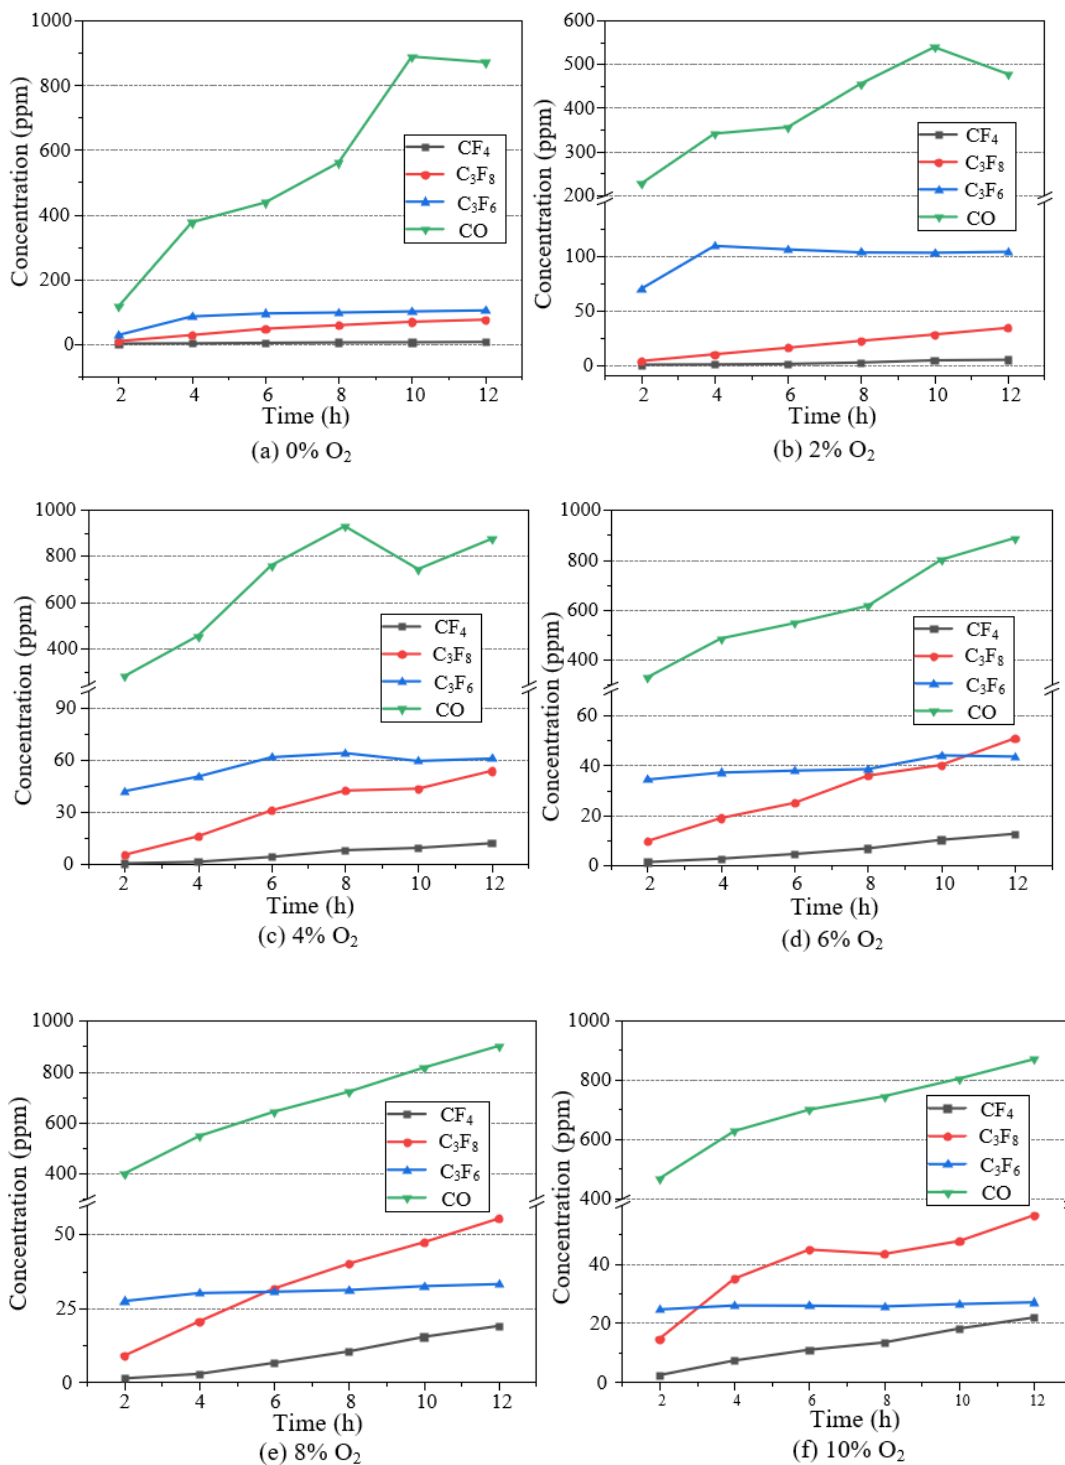 1000
800
600
400
200
0
Concentration (ppm)
CF4
C3F8
C3F6
CO
2 4 6 8 10 12
Time (h)
(a) 0% O2
600
500
400
300
200
100
50
0
Concentration (ppm)
CF4
C3F8
C3F6
CO
2 4 6 8 10 12
Time (h)
(b) 2% O2
1000
800
600
400
90
60
30
0
Concentration (ppm)
CF4
C3F8
C3F6
CO
2 4 6 8 10 12
Time (h)
(c) 4% O2
1000
800
600
400
60
40
20
0
Concentration (ppm)
CF4
C3F8
C3F6
CO
2 4 6 8 10 12
Time (h)
(d) 6% O2
1000
800
600
400
50
25
0
Concentration (ppm)
CF4
C3F8
C3F6
CO
2 4 6 8 10 12
Time (h)
(e) 8% O2
1000
800
600
400
40
20
0
Concentration (ppm)
CF4
C3F8
C3F6
CO
2 4 6 8 10 12
Time (h)
(f) 10% O2